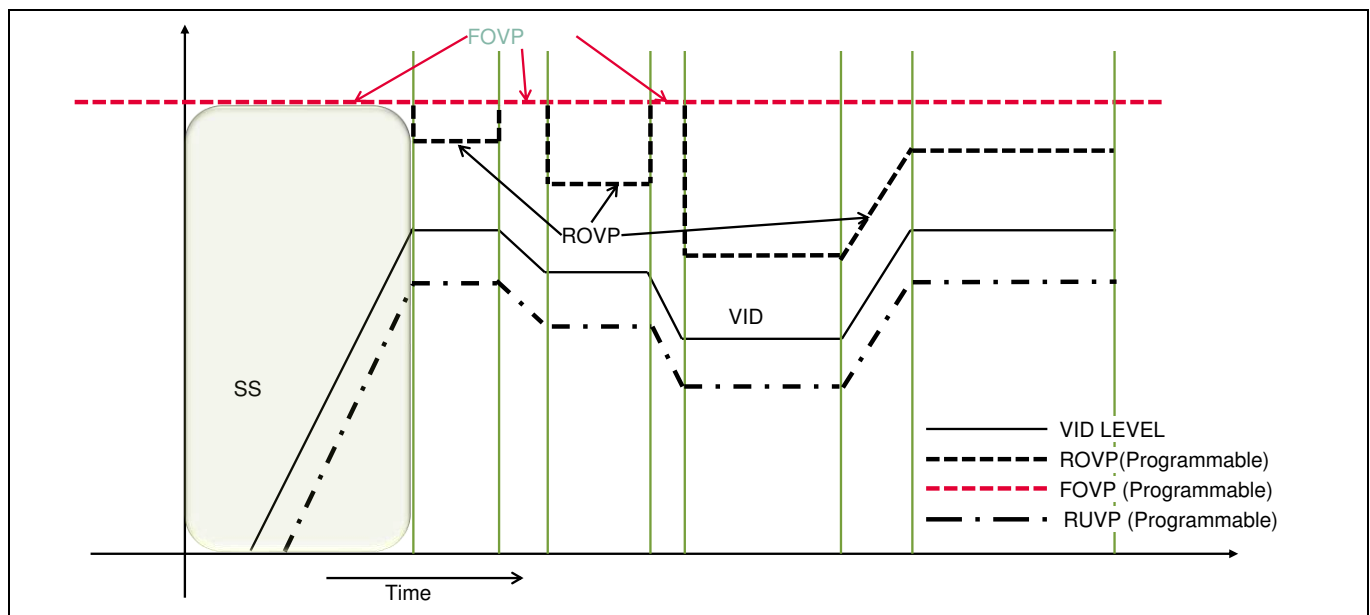 FOVP
ROVP
VID
SS
VID LEVEL
ROVP(Programmable)
FOVP (Programmable)
RUVP (Programmable)
Time